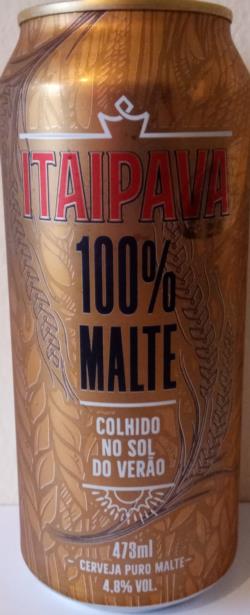 ITAIPAVA
100%
MALTE
COLHIDO
NO SOL
DO VERÃO
473ml
CERVEJA PURO MALTE
4,8% VOL.